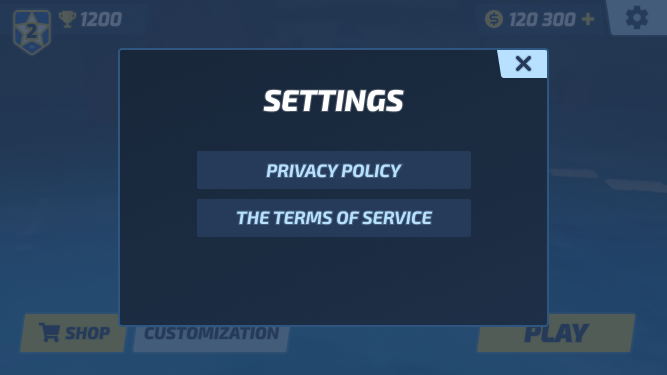 2
1200
120 300 +
SETTINGS
PRIVACY POLICY
THE TERMS OF SERVICE
SHOP
CUSTOMIZATION
PLAY